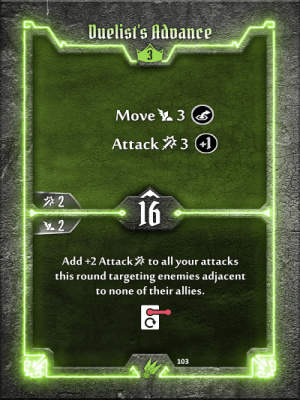 Duelist's Advance
3
Move 3
Attack 3 +1
2
16
2
Add +2 Attack to all your attacks
this round targeting enemies adjacent
to none of their allies.
103